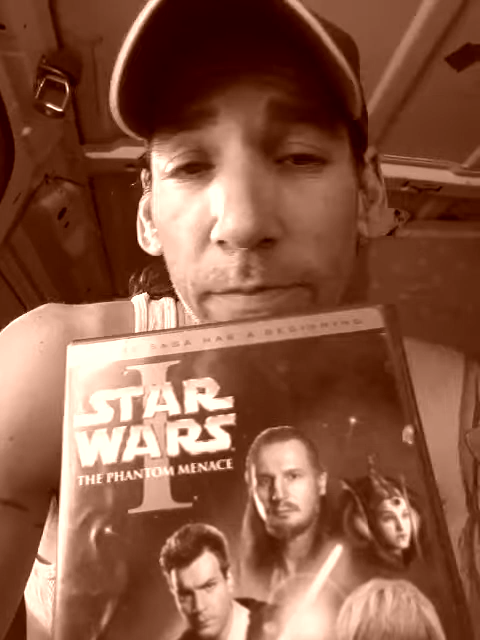 SAGA HAS A BEGINNING
I
STAR
WARS
THE PHANTOM MENACE